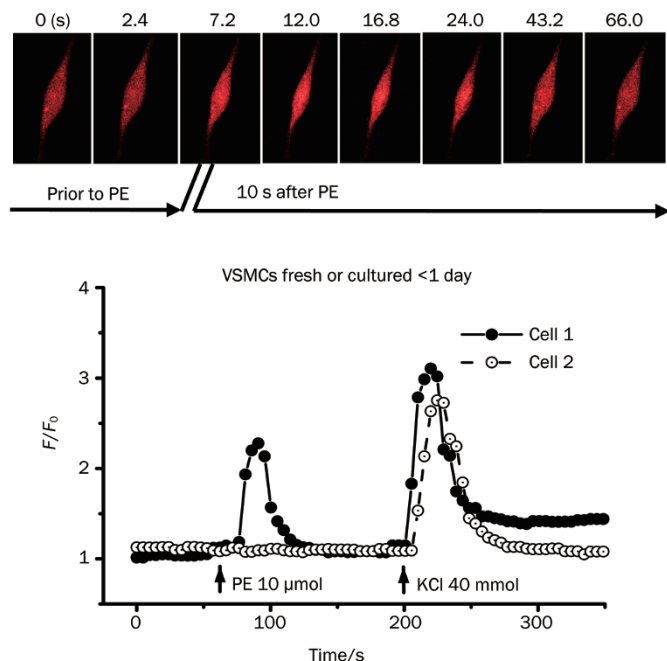 0 (s) 2.4 7.2 12.0 16.8 24.0 43.2 66.0
Prior to PE 10 s after PE
VSMCs fresh or cultured <1 day
4
3
2
1
F/F0
Cell 1
Cell 2
PE 10 µmol
KCl 40 mmol
0 100 200 300
Time/s